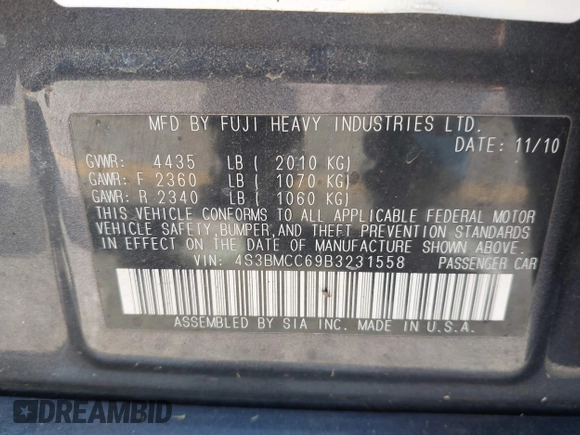 MFD BY FUJI HEAVY INDUSTRIES LTD.
DATE: 11/10
GVWR: 4435 LB ( 2010 KG)
GAWR: F 2360 LB ( 1070 KG)
GAWR: R 2340 LB ( 1060 KG)
THIS VEHICLE CONFORMS TO ALL APPLICABLE FEDERAL MOTOR
VEHICLE SAFETY, BUMPER, AND THEFT PREVENTION STANDARDS
IN EFFECT ON THE DATE OF MANUFACTURE SHOWN ABOVE.
VIN: 4S3BMCC69B3231558 PASSENGER CAR
ASSEMBLED BY SIA INC. MADE IN U.S.A.
DREAMBID